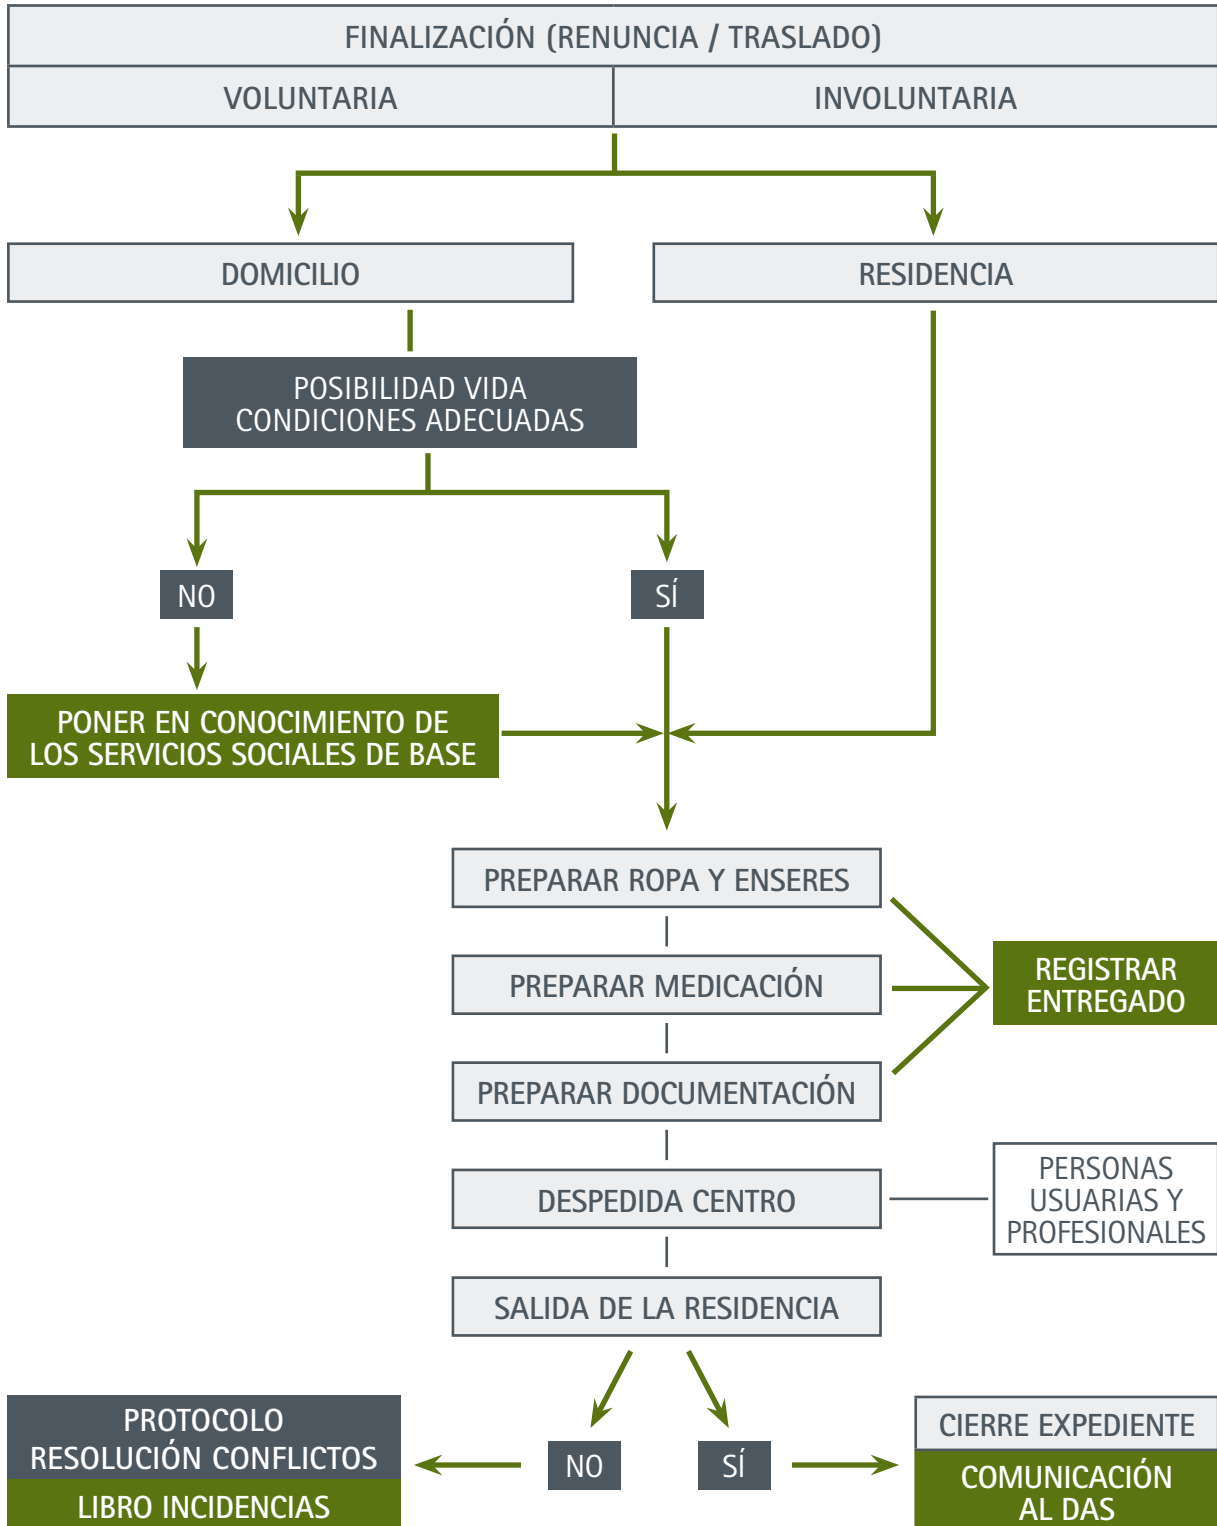 FINALIZACIÓN (RENUNCIA / TRASLADO)
VOLUNTARIA
INVOLUNTARIA
DOMICILIO
RESIDENCIA
POSIBILIDAD VIDA
CONDICIONES ADECUADAS
NO
SÍ
PONER EN CONOCIMIENTO DE
LOS SERVICIOS SOCIALES DE BASE
PREPARAR ROPA Y ENSERES
PREPARAR MEDICACIÓN
REGISTRAR
ENTREGADO
PREPARAR DOCUMENTACIÓN
DESPEDIDA CENTRO
PERSONAS
USUARIAS Y
PROFESIONALES
SALIDA DE LA RESIDENCIA
PROTOCOLO
RESOLUCIÓN CONFLICTOS
LIBRO INCIDENCIAS
NO
SÍ
CIERRE EXPEDIENTE
COMUNICACIÓN
AL DAS